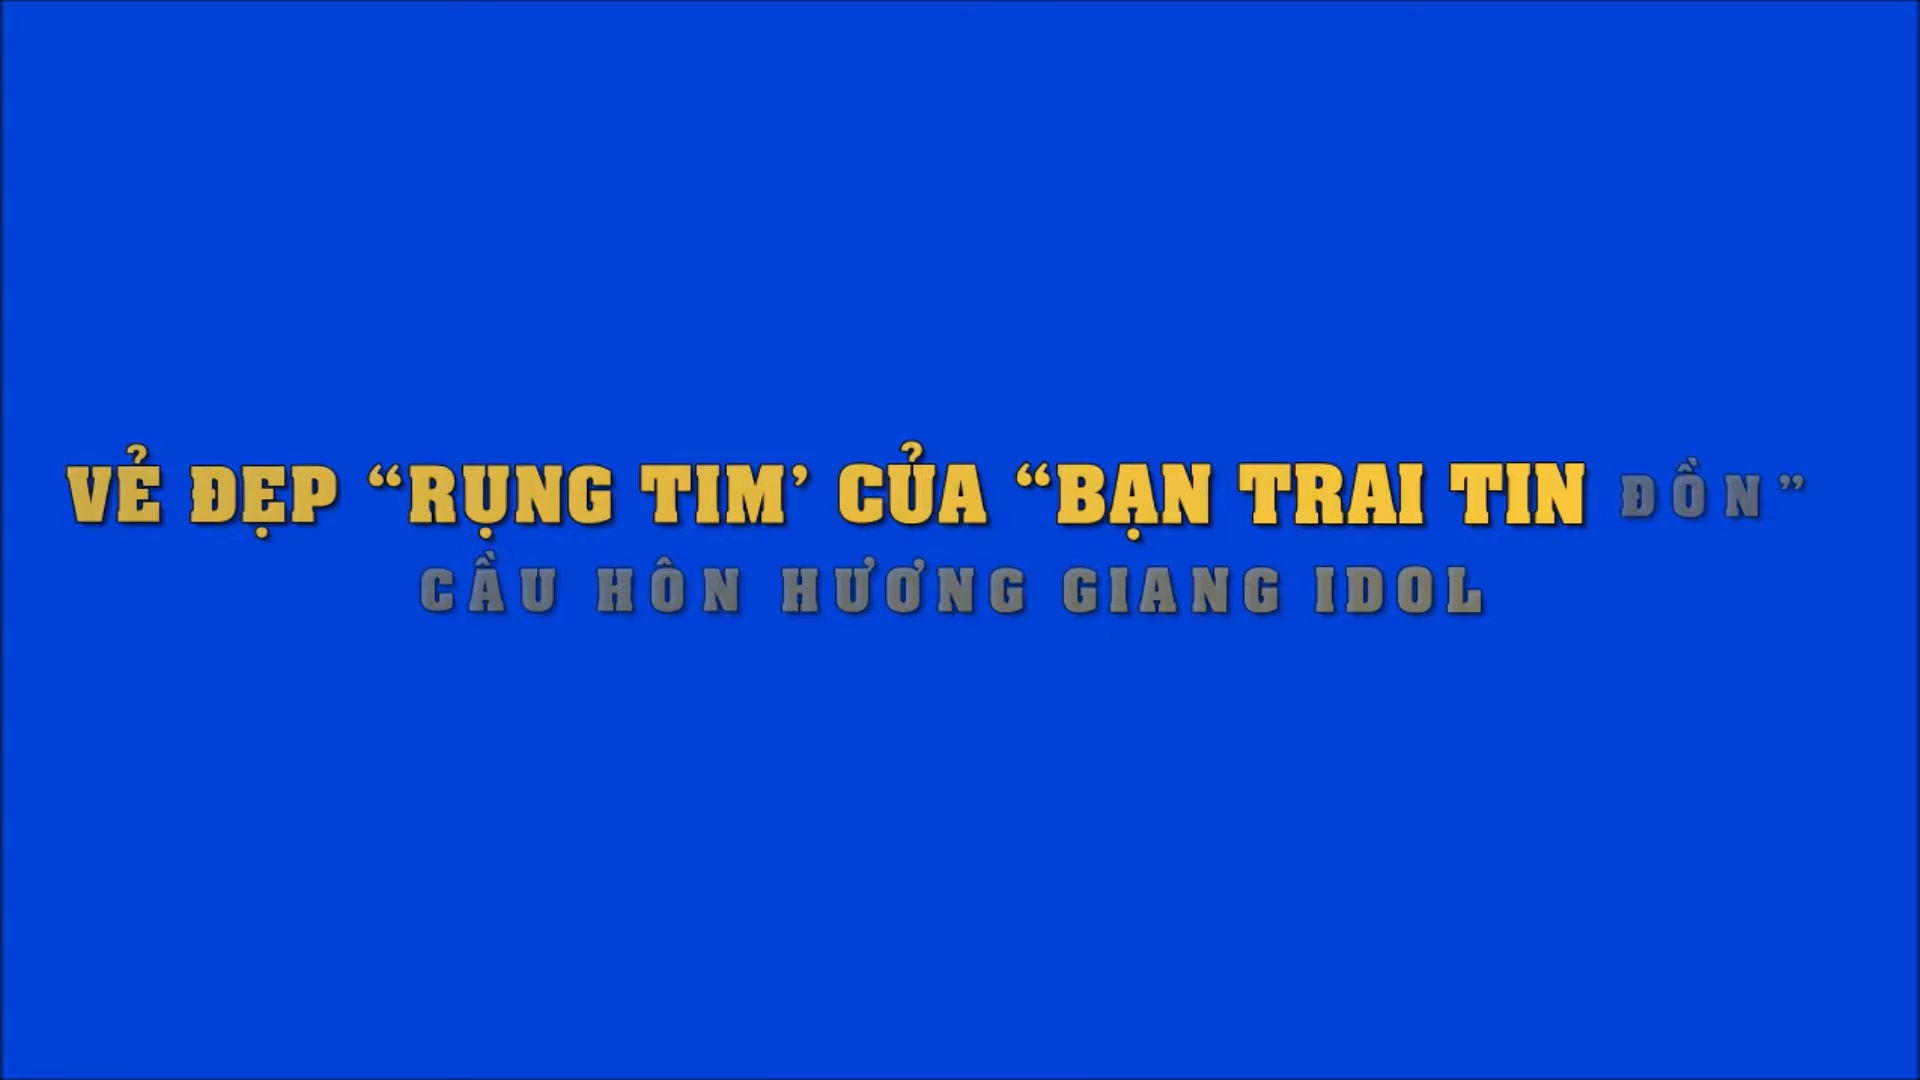 VẺ ĐẸP “RỤNG TIM’ CỦA “BẠN TRAI TIN ĐỒN”
CẦU HÔN HƯƠNG GIANG IDOL